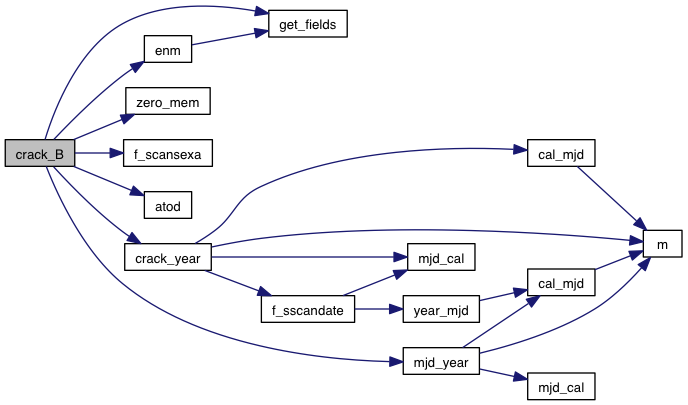 get_fields
enm
zero_mem
crack_B
f_scansexa
cal_mjd
atod
crack_year
mjd_cal
m
f_sscandate
year_mjd
cal_mjd
mjd_year
mjd_cal